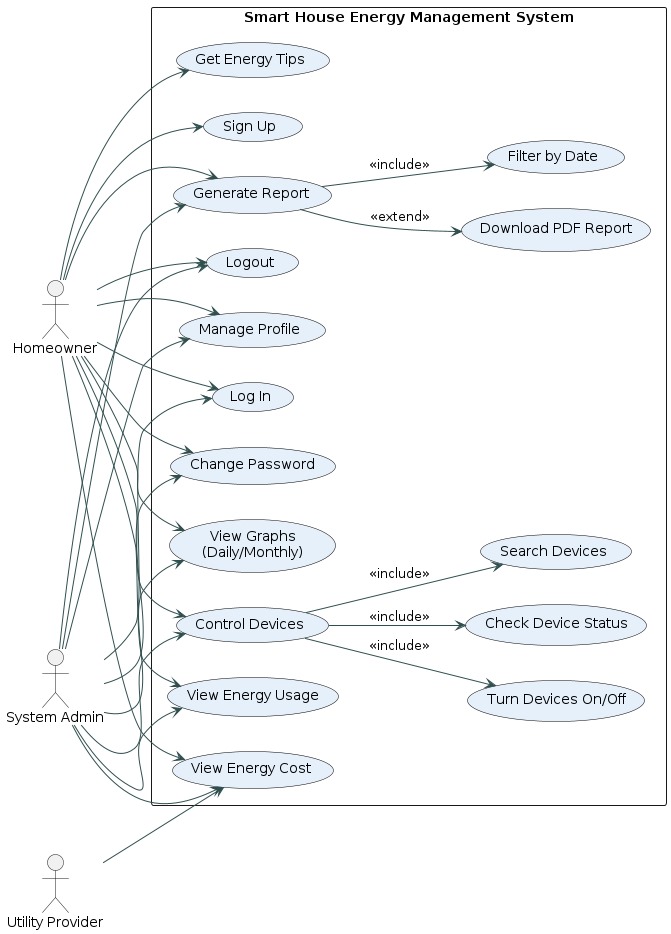 Smart House Energy Management System
Get Energy Tips
Sign Up
Filter by Date
«include»
Generate Report
«extend»
Download PDF Report
Logout
Homeowner
Manage Profile
Log In
Change Password
View Graphs
(Daily/Monthly)
Search Devices
«include»
Control Devices
«include»
Check Device Status
«include»
System Admin
View Energy Usage
Turn Devices On/Off
View Energy Cost
Utility Provider